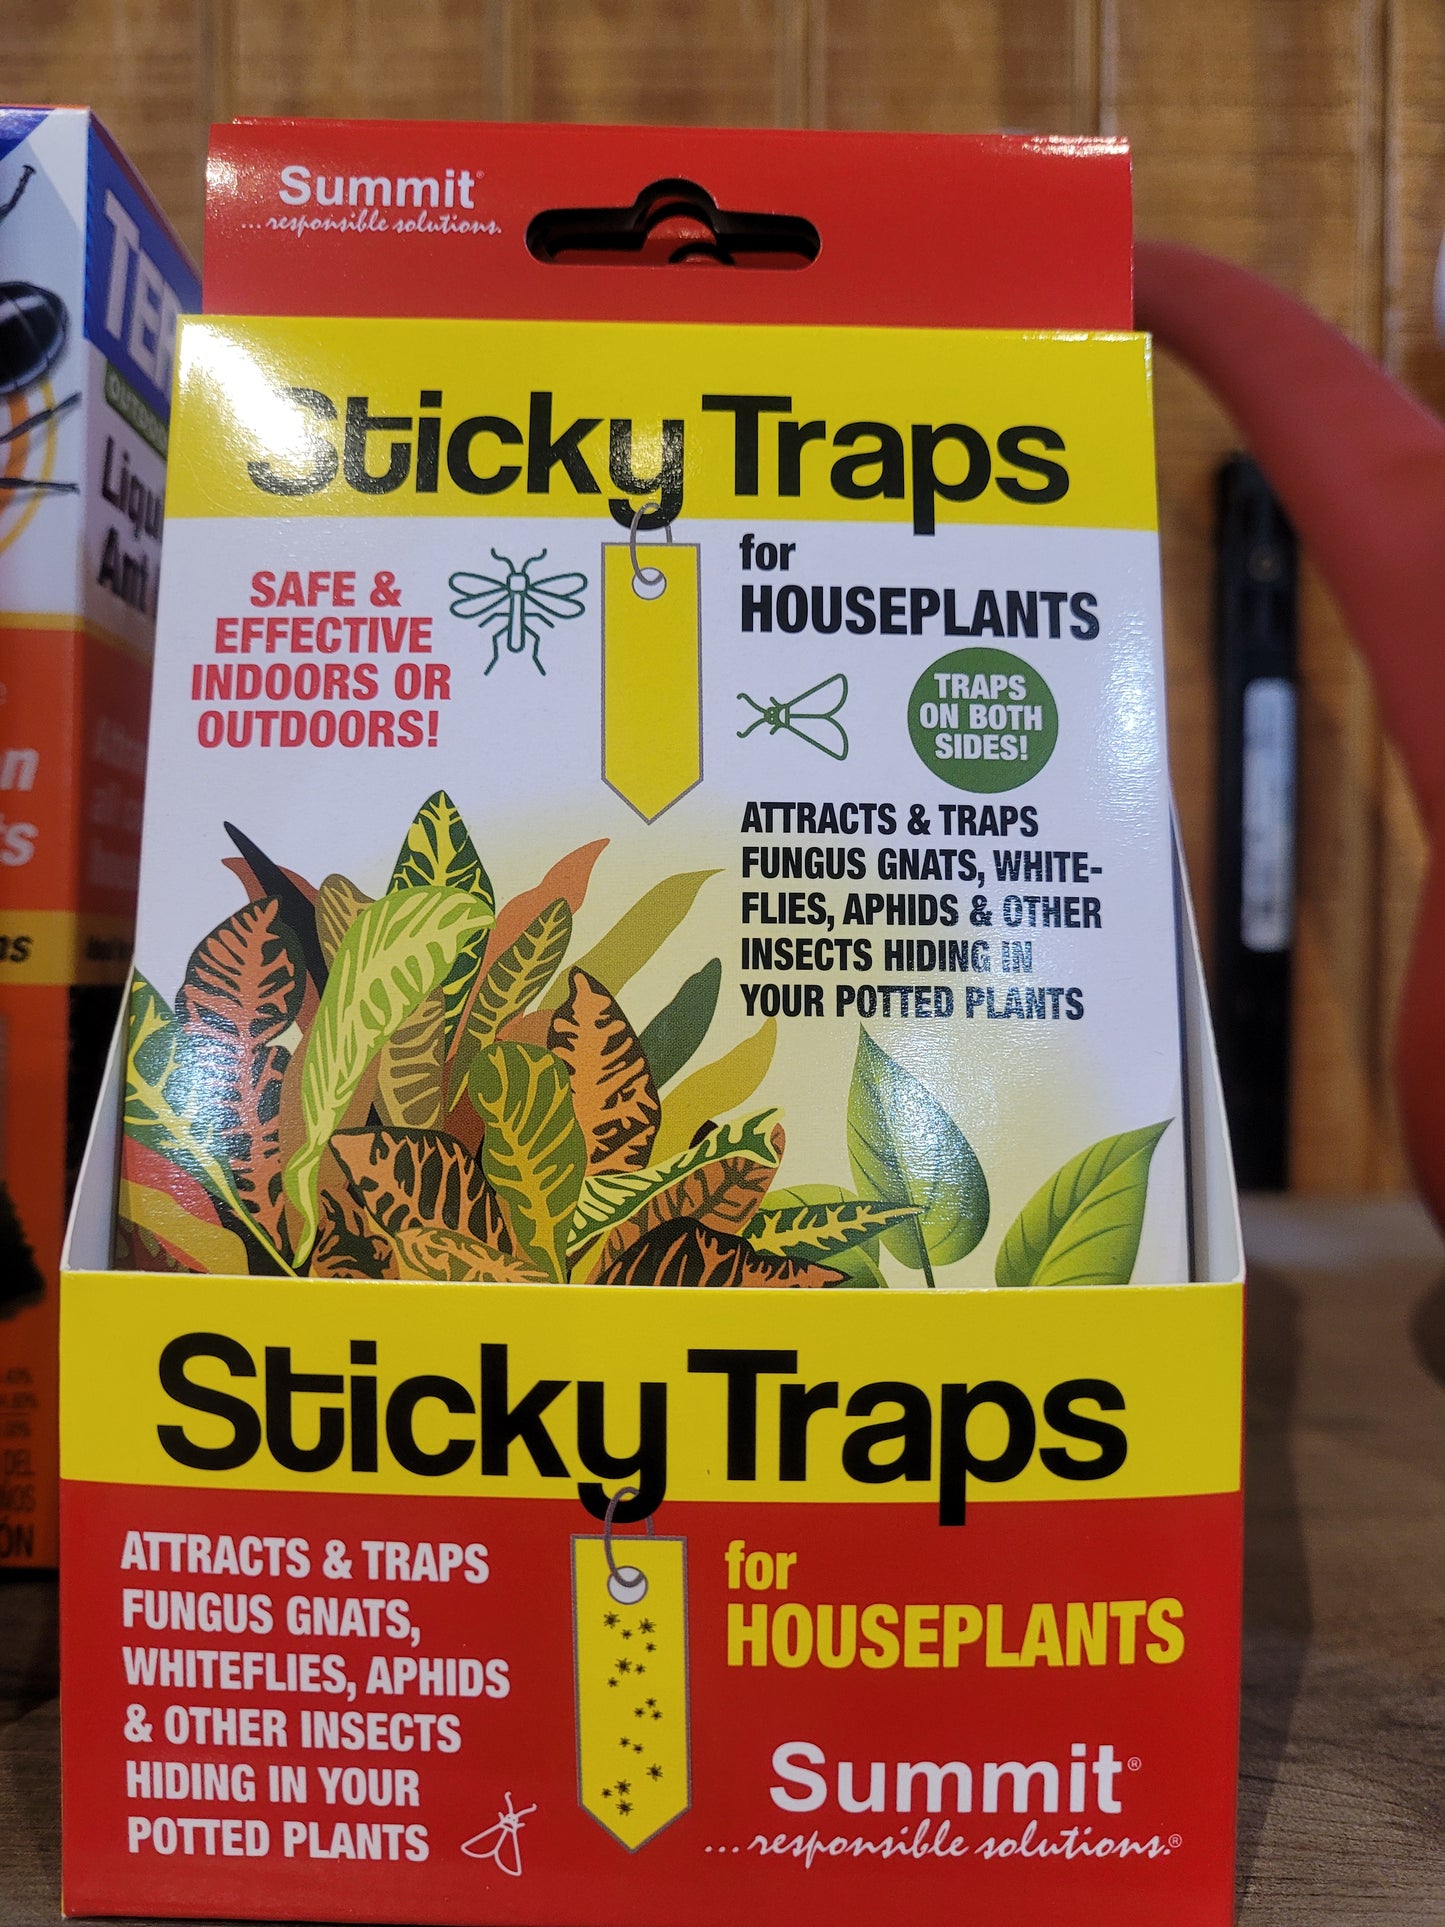 Summit
...responsible solutions.
Sticky Traps
for
HOUSEPLANTS
SAFE &
EFFECTIVE
INDOORS OR
OUTDOORS!
TRAPS
ON BOTH
SIDES!
ATTRACTS & TRAPS
FUNGUS GNATS, WHITE-
FLIES, APHIDS & OTHER
INSECTS HIDING IN
YOUR POTTED PLANTS
Sticky Traps
for
HOUSEPLANTS
ATTRACTS & TRAPS
FUNGUS GNATS,
WHITEFLIES, APHIDS
& OTHER INSECTS
HIDING IN YOUR
POTTED PLANTS
Summit®
...responsible solutions.®
Ant
DEL